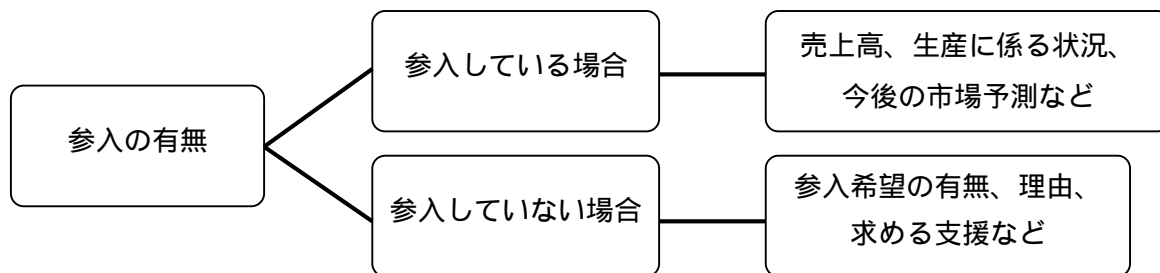 参入の有無
参入している場合
売上高、生産に係る状況、
今後の市場予測など
参入していない場合
参入希望の有無、理由、
求める支援など